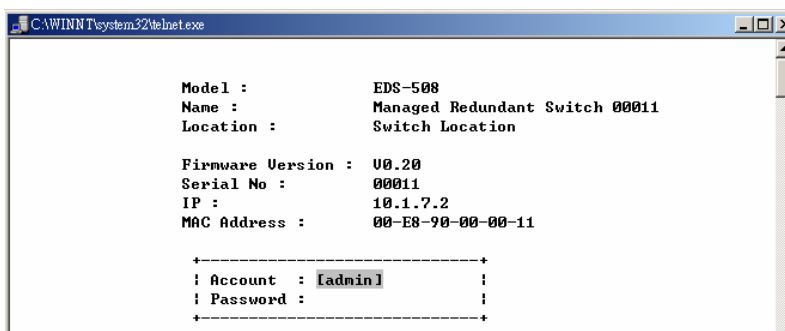 C:\WINNT\system32\telnet.exe
Model : EDS-508
Name : Managed Redundant Switch 00011
Location : Switch Location
Firmware Version : V0.20
Serial No : 00011
IP : 10.1.7.2
MAC Address : 00-E8-90-00-00-11
+-----------------------------+
| Account : [admin] |
| Password : |
+-----------------------------+